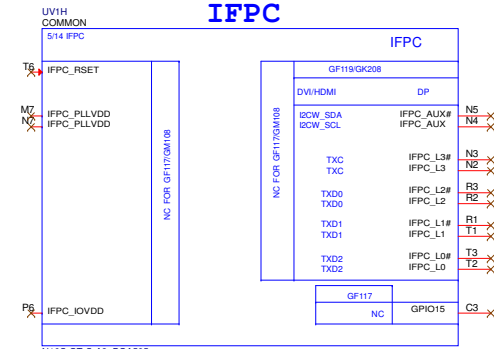 UV1H
COMMON
IFPC
5/14 IFPC
IFPC
T6 IFPC_RSET
GF119/GK208
DVI/HDMI DP
M7 IFPC_PLLVDD
N7 IFPC_PLLVDD
I2CW_SDA IFPC_AUX# N5
I2CW_SCL IFPC_AUX N4
NC FOR GF117/GM108
NC FOR GF117/GM108
TXC IFPC_L3# N3
TXC IFPC_L3 N2
TXD0 IFPC_L2# R3
TXD0 IFPC_L2 R2
TXD1 IFPC_L1# R1
TXD1 IFPC_L1 T1
TXD2 IFPC_L0# T3
TXD2 IFPC_L0 T2
GF117
P6 IFPC_IOVDD
NC GPIO15 C3